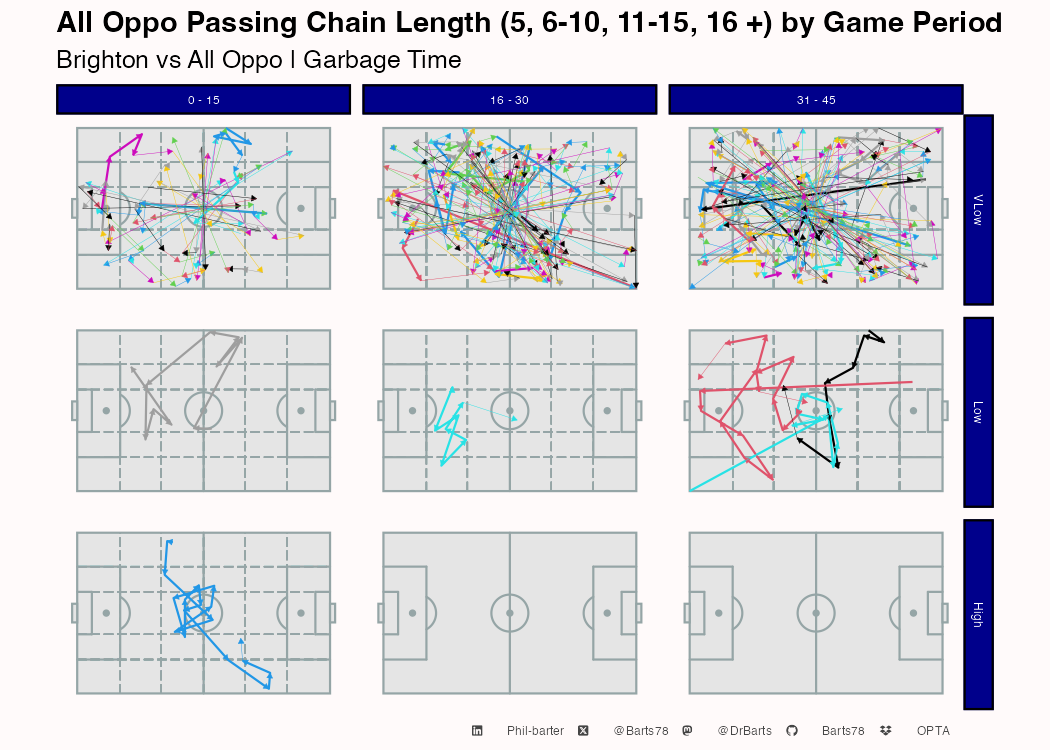 All Oppo Passing Chain Length (5, 6-10, 11-15, 16 +) by Game Period
Brighton vs All Oppo | Garbage Time
0 - 15
16 - 30
31 - 45
VLow
Low
High
Phil-barter @Barts78 @DrBarts Barts78 OPTA